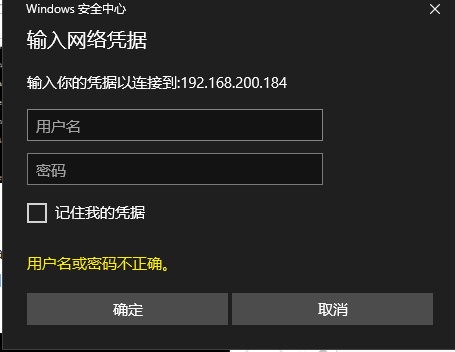 Windows 安全中心
输入网络凭据
输入你的凭据以连接到:192.168.200.184
用户名
密码
记住我的凭据
用户名或密码不正确。
确定
取消